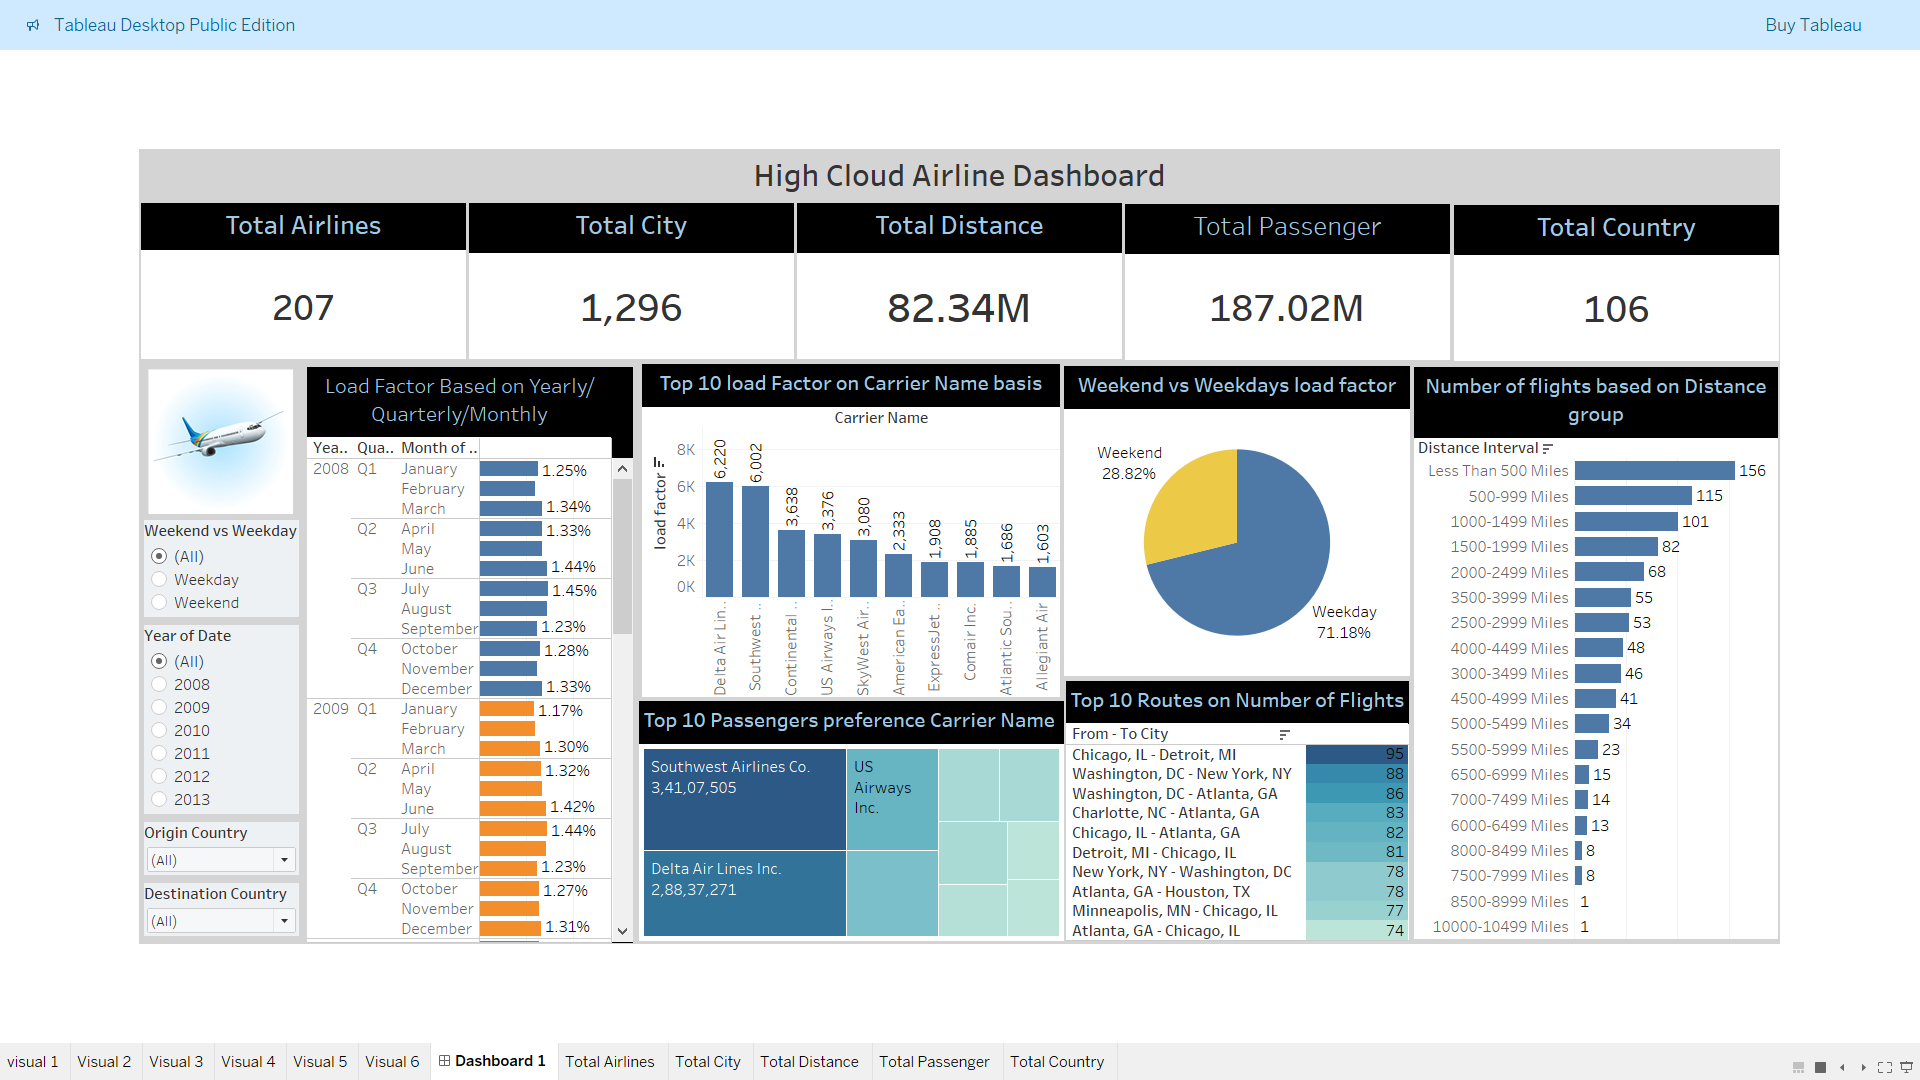 Tableau Desktop Public Edition
Buy Tableau
High Cloud Airline Dashboard
Total Airlines
207
Total City
1,296
Total Distance
82.34M
Total Passenger
187.02M
Total Country
106
Weekend vs Weekday
(All)
Weekday
Weekend
Year of Date
(All)
2008
2009
2010
2011
2012
2013
Origin Country
(All)
Destination Country
(All)
Load Factor Based on Yearly/
Quarterly/Monthly
Yea.. Qua.. Month of ..
2008 Q1 January 1.25%
February
March 1.34%
Q2 April 1.33%
May
June 1.44%
Q3 July 1.45%
August
September 1.23%
Q4 October 1.28%
November
December 1.33%
2009 Q1 January 1.17%
February
March 1.30%
Q2 April 1.32%
May
June 1.42%
Q3 July 1.44%
August
September 1.23%
Q4 October 1.27%
November
December 1.31%
Top 10 load Factor on Carrier Name basis
Carrier Name
load factor
8K
6K
4K
2K
0K
6,220
6,002
3,638
3,376
3,080
2,333
1,908
1,885
1,686
1,603
Delta Air Lin..
Southwest ..
Continental ..
US Airways I..
SkyWest Air..
American Ea..
ExpressJet ..
Comair Inc.
Atlantic Sou..
Allegiant Air
Top 10 Passengers preference Carrier Name
Southwest Airlines Co.
3,41,07,505
Delta Air Lines Inc.
2,88,37,271
US
Airways
Inc.
Weekend vs Weekdays load factor
Weekend
28.82%
Weekday
71.18%
Top 10 Routes on Number of Flights
From - To City
Chicago, IL - Detroit, MI 95
Washington, DC - New York, NY 88
Washington, DC - Atlanta, GA 86
Charlotte, NC - Atlanta, GA 83
Chicago, IL - Atlanta, GA 82
Detroit, MI - Chicago, IL 81
New York, NY - Washington, DC 78
Atlanta, GA - Houston, TX 78
Minneapolis, MN - Chicago, IL 77
Atlanta, GA - Chicago, IL 74
Number of flights based on Distance
group
Distance Interval
Less Than 500 Miles 156
500-999 Miles 115
1000-1499 Miles 101
1500-1999 Miles 82
2000-2499 Miles 68
3500-3999 Miles 55
2500-2999 Miles 53
4000-4499 Miles 48
3000-3499 Miles 46
4500-4999 Miles 41
5000-5499 Miles 34
5500-5999 Miles 23
6500-6999 Miles 15
7000-7499 Miles 14
6000-6499 Miles 13
8000-8499 Miles 8
7500-7999 Miles 8
8500-8999 Miles 1
10000-10499 Miles 1
visual 1
Visual 2
Visual 3
Visual 4
Visual 5
Visual 6
Dashboard 1
Total Airlines
Total City
Total Distance
Total Passenger
Total Country